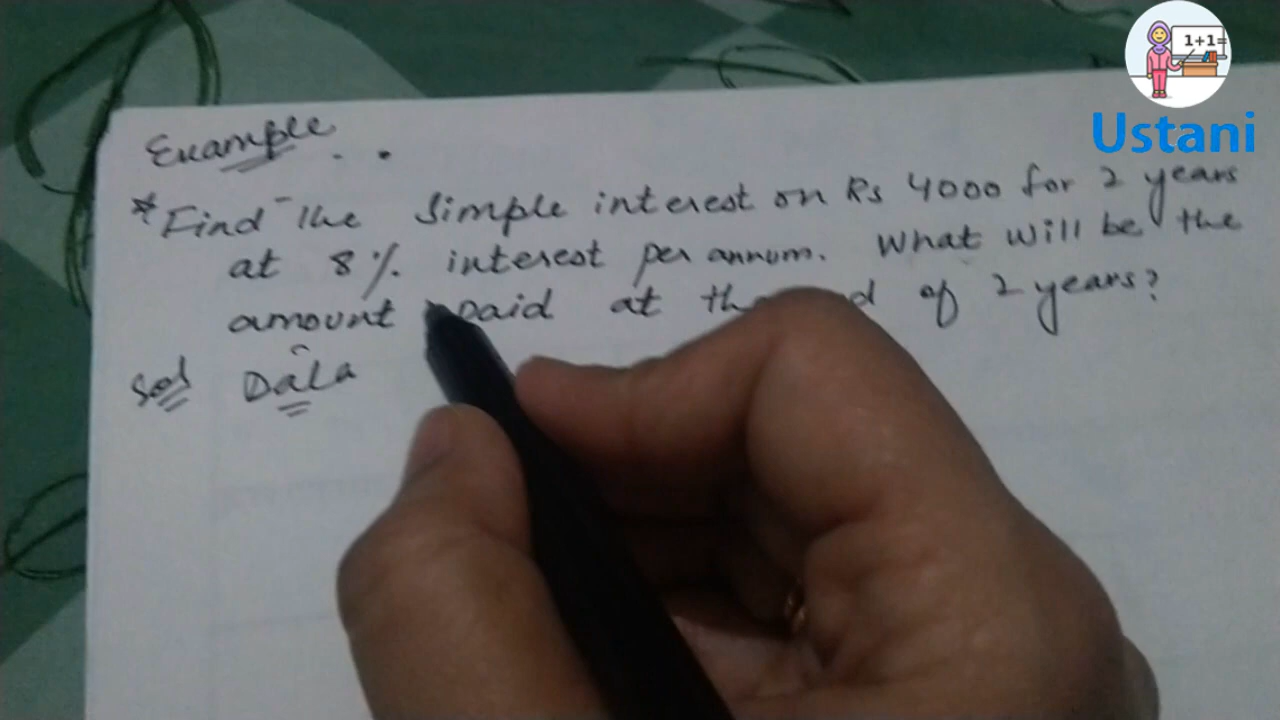 1+1=
Ustani
Example
* Find the Simple interest on Rs 4000 for 2 years
at 8% interest per annum. What will be the
amount paid at of 2 years?
Sol Data